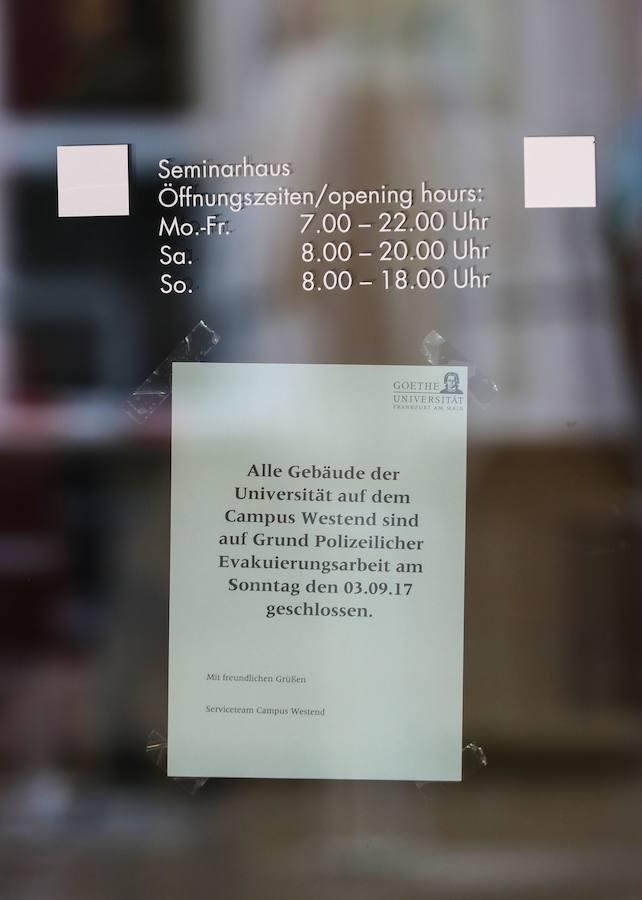 Seminarhaus
Öffnungszeiten/opening hours:
Mo.-Fr. 7.00 – 22.00 Uhr
Sa. 8.00 – 20.00 Uhr
So. 8.00 – 18.00 Uhr
GOETHE
UNIVERSITÄT
FRANKFURT AM MAIN
Alle Gebäude der
Universität auf dem
Campus Westend sind
auf Grund Polizeilicher
Evakuierungsarbeit am
Sonntag den 03.09.17
geschlossen.
Mit freundlichen Grüßen
Serviceteam Campus Westend